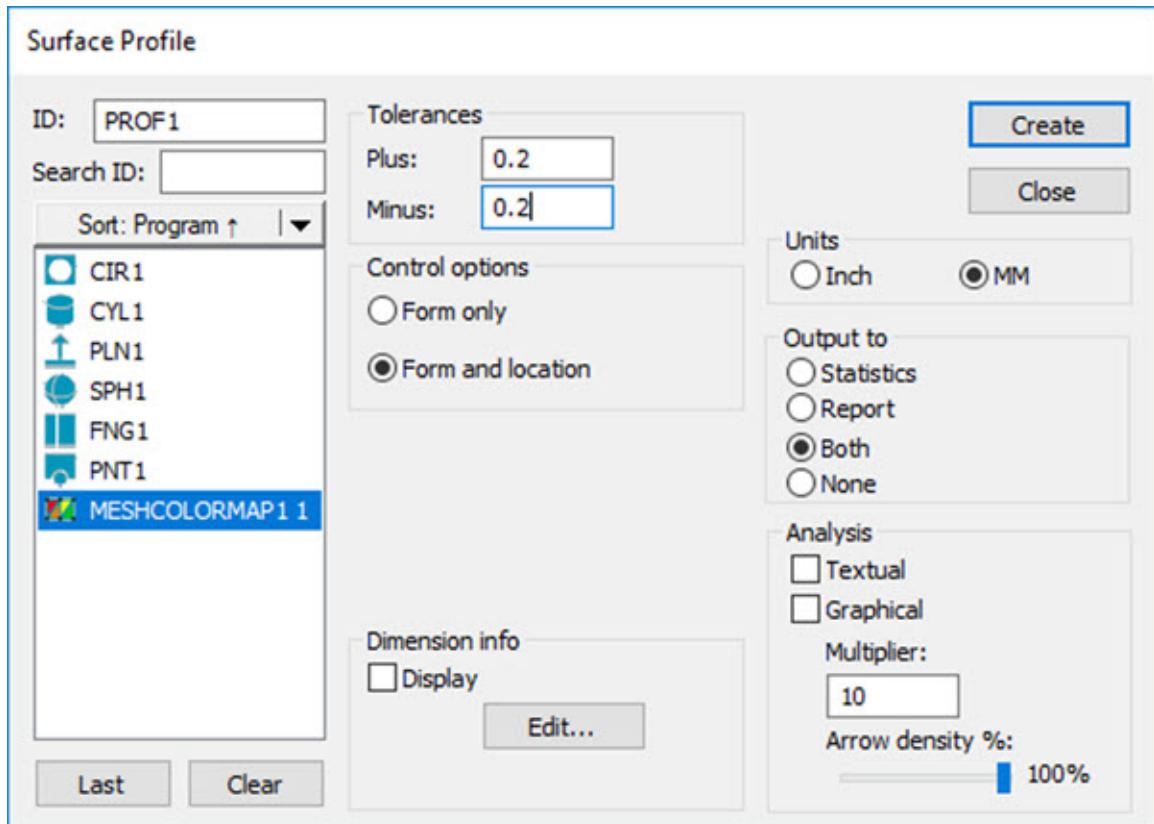 Surface Profile
ID: PROF1
Search ID:
Sort: Program ↑
CIR1
CYL1
PLN1
SPH1
FNG1
PNT1
MESHCOLORMAP1 1
Last Clear
Tolerances
Plus: 0.2
Minus: 0.2
Control options
Form only
Form and location
Dimension info
Display
Edit...
Create
Close
Units
Inch MM
Output to
Statistics
Report
Both
None
Analysis
Textual
Graphical
Multiplier:
10
Arrow density %:
100%